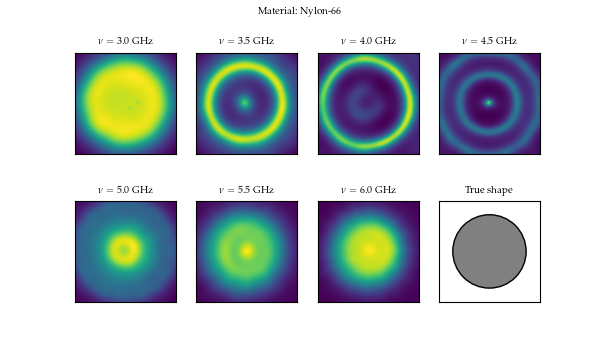 Material: Nylon-66
ν = 3.0 GHz
ν = 3.5 GHz
ν = 4.0 GHz
ν = 4.5 GHz
ν = 5.0 GHz
ν = 5.5 GHz
ν = 6.0 GHz
True shape